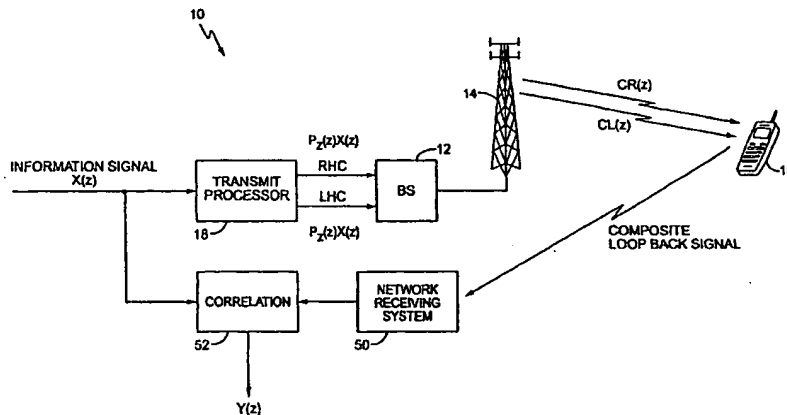 10
14
CR(z)
CL(z)
P_Z(z)X(z)
12
INFORMATION SIGNAL
X(z)
TRANSMIT
PROCESSOR
RHC
LHC
BS
1
18
P_Z(z)X(z)
COMPOSITE
LOOP BACK SIGNAL
CORRELATION
NETWORK
RECEIVING
SYSTEM
52
50
Y(z)